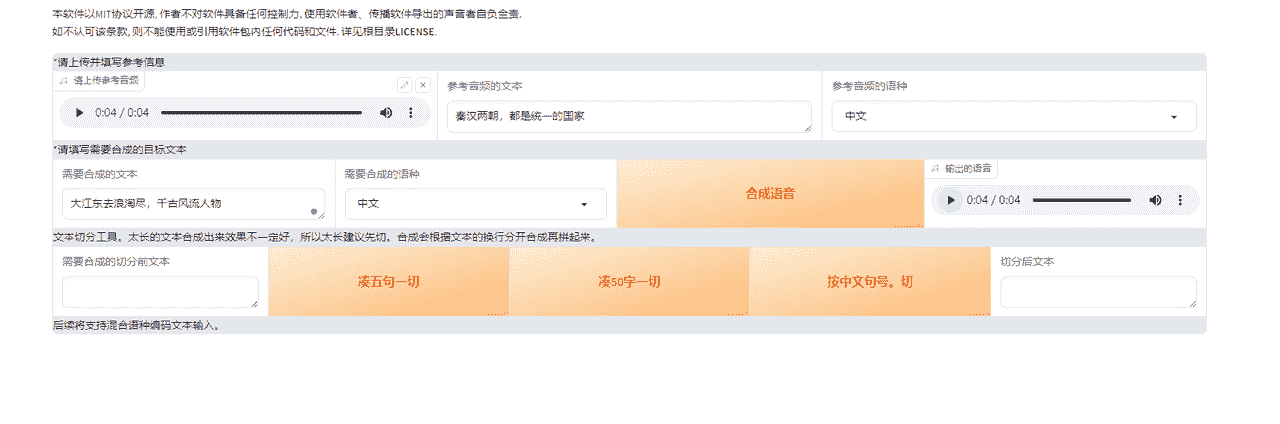 本软件以MIT协议开源, 作者不对软件具备任何控制力, 使用软件者、传播软件导出的声音者自负全责.
如不认可该条款, 则不能使用或引用软件包内任何代码和文件. 详见根目录LICENSE.
*请上传并填写参考信息
请上传参考音频
0:04 / 0:04
参考音频的文本
秦汉两朝，都是统一的国家
参考音频的语种
中文
*请填写需要合成的目标文本
需要合成的文本
大江东去浪淘尽，千古风流人物
需要合成的语种
中文
合成语音
输出的语音
0:04 / 0:04
文本切分工具。太长的文本合成出来效果不一定好，所以太长建议先切。合成会根据文本的换行分开合成再拼起来。
需要合成的切分前文本
凑五句一切
凑50字一切
按中文句号。切
切分后文本
后续将支持混合语种编码文本输入。